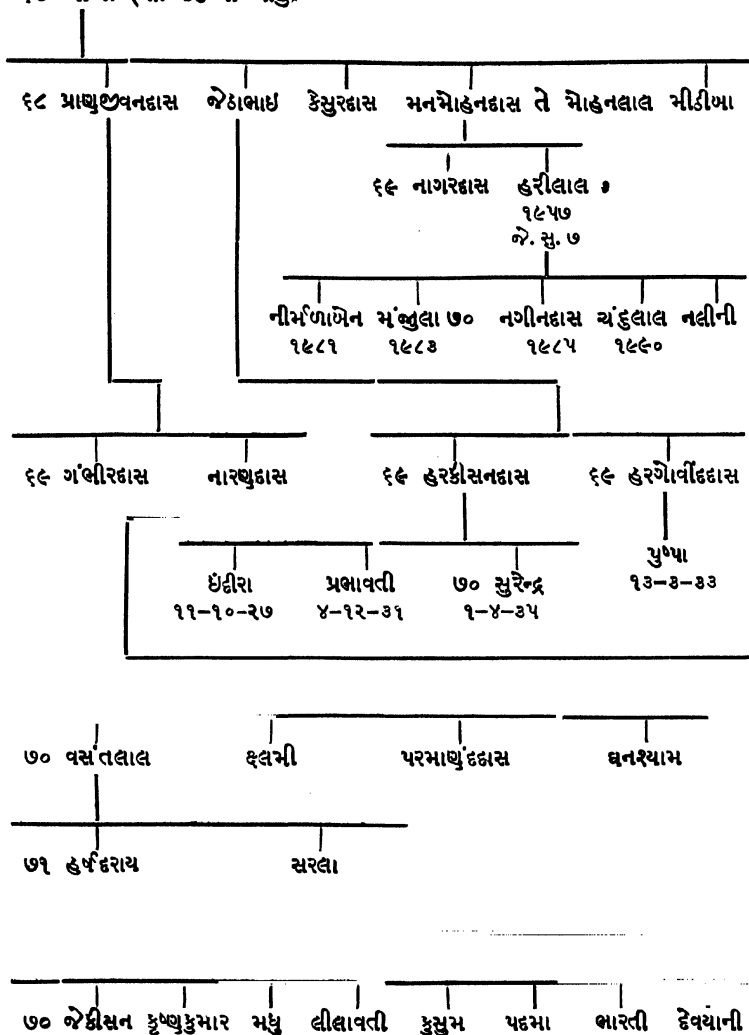 ૬૮ પ્રાણજીવનદાસ જેઠાભાઇ કેસુરદાસ મનમોહનદાસ તે મોહનલાલ મીઠીબા
૬૯ નાગરદાસ હરીલાલ
૧૯૫૭
જે. સુ. ૭
નીર્મળાબેન મંજુલા ૭૦ નગીનદાસ ચંદુલાલ નલીની
૧૯૮૧ ૧૯૮૩ ૧૯૮૫ ૧૯૯૦
૬૯ ગંભીરદાસ નારણદાસ ૬૯ હરકીસનદાસ ૬૯ હરગોવીંદદાસ
ઇંદીરા પ્રભાવતી ૭૦ સુરેન્દ્ર પુષ્પા
૧૧-૧૦-૨૭ ૪-૧૨-૩૧ ૧-૪-૩૫ ૧૩-૩-૩૩
૭૦ વસંતલાલ લક્ષ્મી પરમાણંદદાસ ઘનશ્યામ
૭૧ હર્ષદરાય સરલા
૭૦ જેકીસન કૃષ્ણકુમાર મધુ લીલાવતી કુસુમ પદમા ભારતી દેવયાની